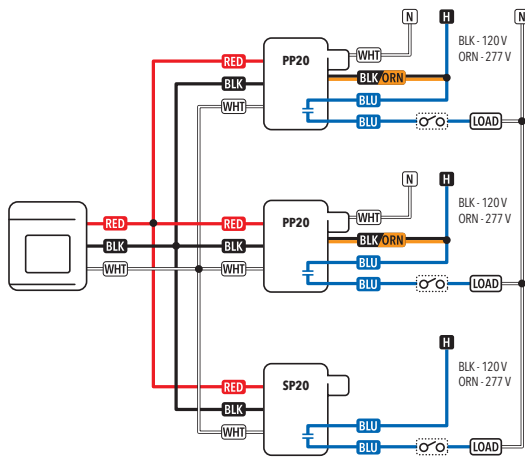 N
H
N
BLK - 120 V
ORN - 277 V
WHT
RED
PP20
BLK/ORN
BLK
WHT
BLU
BLU
LOAD
N
H
WHT
RED
RED
PP20
BLK - 120 V
ORN - 277 V
BLK
BLK
BLK/ORN
WHT
WHT
BLU
BLU
LOAD
H
BLK - 120 V
ORN - 277 V
RED
SP20
BLK
WHT
BLU
BLU
LOAD